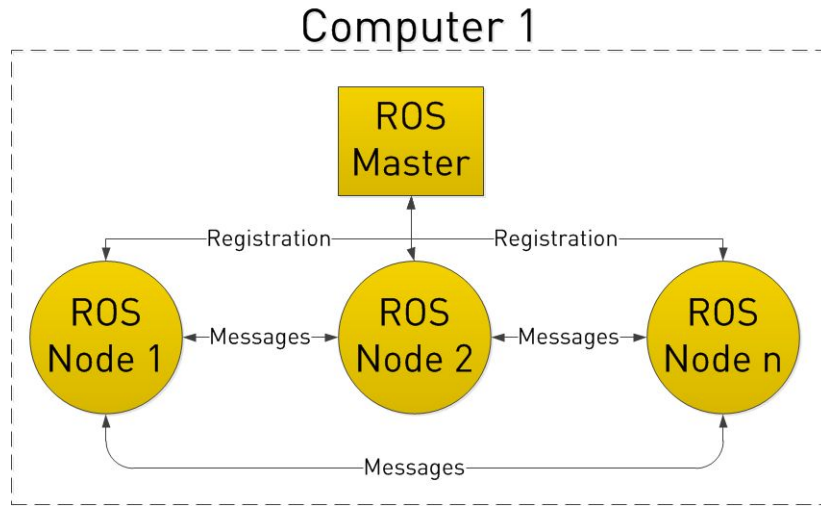 Computer 1
ROS
Master
Registration
Registration
ROS
Node 1
Messages
ROS
Node 2
Messages
ROS
Node n
Messages